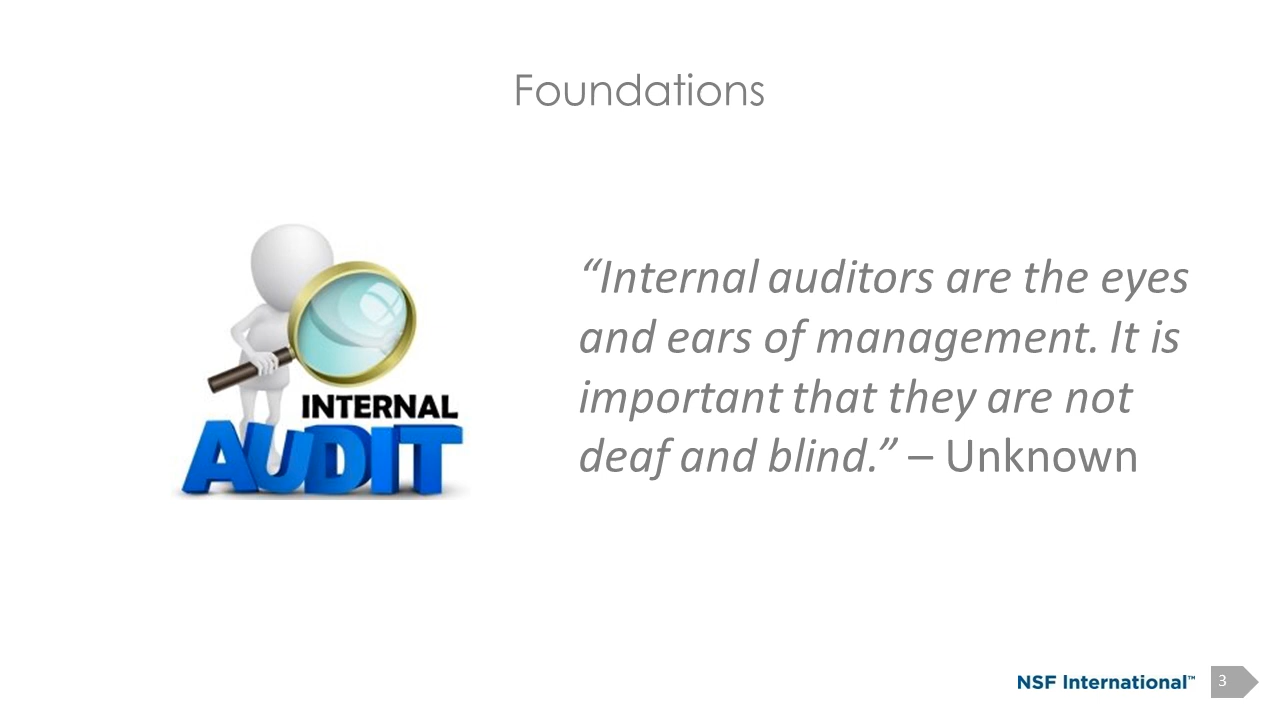 Foundations
INTERNAL
AUDIT
“Internal auditors are the eyes
and ears of management. It is
important that they are not
deaf and blind.” – Unknown
NSF International™
3